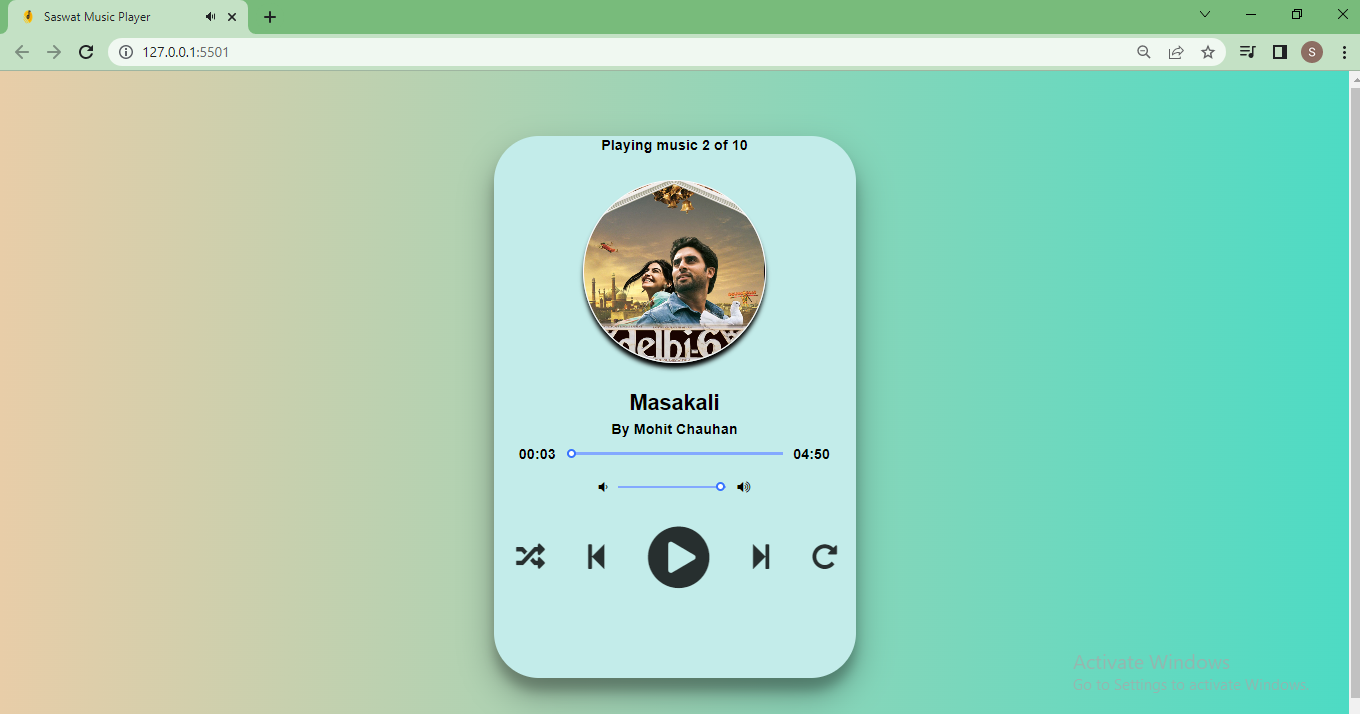 Saswat Music Player
127.0.0.1:5501
S
Playing music 2 of 10
delhi-6
Masakali
By Mohit Chauhan
00:03 04:50
Activate Windows
Go to Settings to activate Windows.